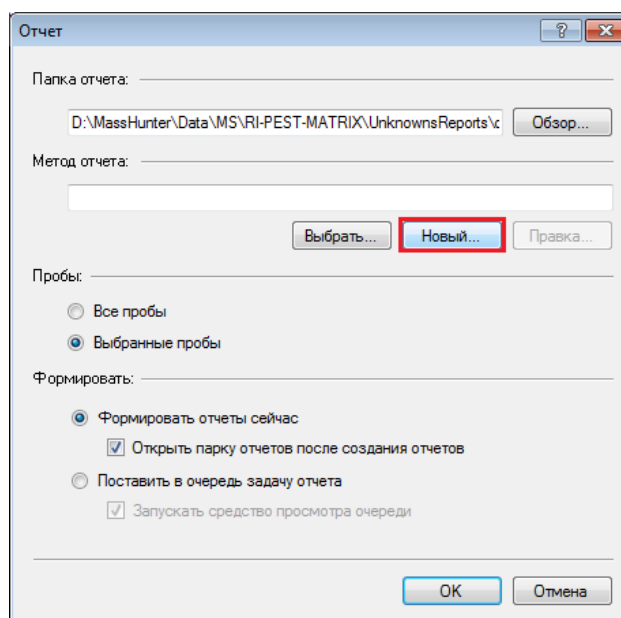 Отчет
Папка отчета:
D:\MassHunter\Data\MS\RI-PEST-MATRIX\UnknownsReports\c
Обзор...
Метод отчета:
Выбрать... Новый... Правка...
Пробы:
Все пробы
Выбранные пробы
Формировать:
Формировать отчеты сейчас
Открыть парку отчетов после создания отчетов
Поставить в очередь задачу отчета
Запускать средство просмотра очереди
OK Отмена